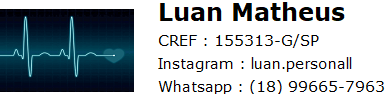 Luan Matheus
CREF : 155313-G/SP
Instagram : luan.personall
Whatsapp : (18) 99665-7963